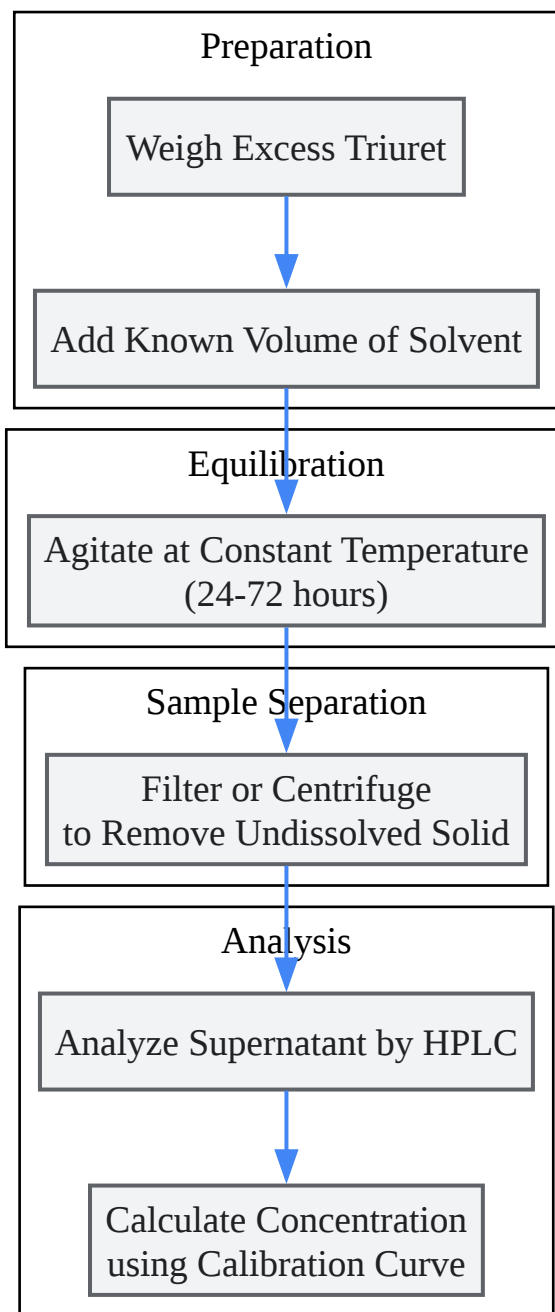 Preparation
Weigh Excess Triuret
Add Known Volume of Solvent
Equilibration
Agitate at Constant Temperature
(24-72 hours)
Sample Separation
Filter or Centrifuge
to Remove Undissolved Solid
Analysis
Analyze Supernatant by HPLC
Calculate Concentration
using Calibration Curve